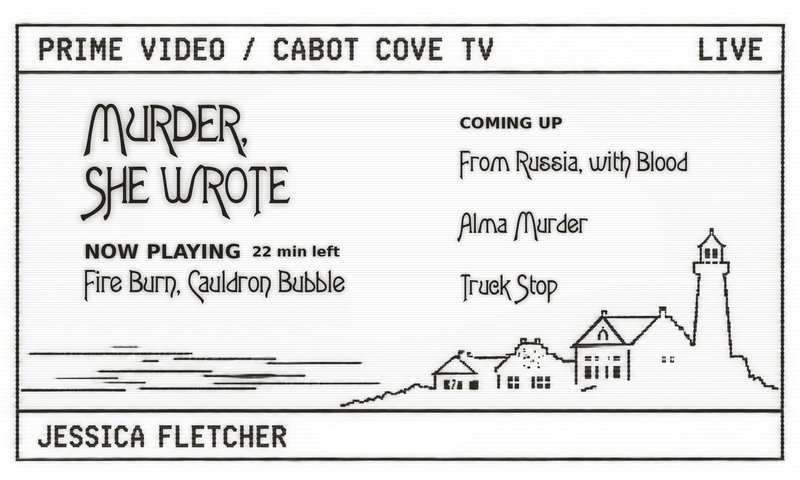 PRIME VIDEO / CABOT COVE TV
LIVE
MURDER,
SHE WROTE
NOW PLAYING 22 min left
Fire Burn, Cauldron Bubble
COMING UP
From Russia, with Blood
Alma Murder
Truck Stop
JESSICA FLETCHER